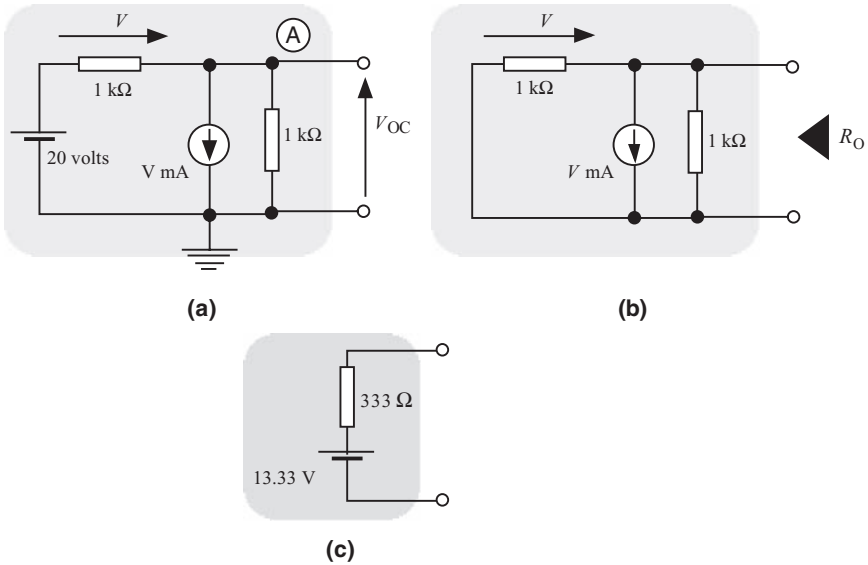 V
A
1 kΩ
1 kΩ
V mA
20 volts
VOC
(a)
V
1 kΩ
1 kΩ
V mA
RO
(b)
333 Ω
13.33 V
(c)